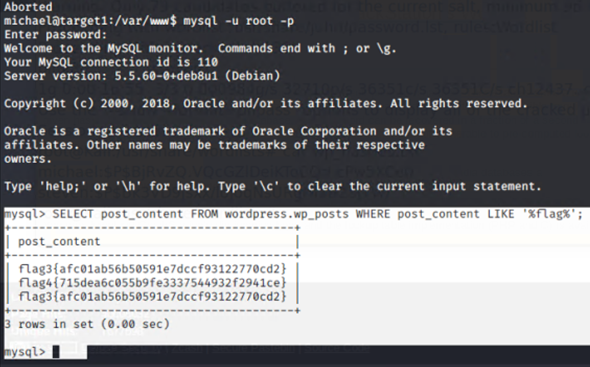 Aborted
michael@target1:/var/www$ mysql -u root -p
Enter password:
Welcome to the MySQL monitor.  Commands end with ; or \g.
Your MySQL connection id is 110
Server version: 5.5.60-0+deb8u1 (Debian)
Copyright (c) 2000, 2018, Oracle and/or its affiliates. All rights reserved.
Oracle is a registered trademark of Oracle Corporation and/or its
affiliates. Other names may be trademarks of their respective
owners.
Type 'help;' or '\h' for help. Type '\c' to clear the current input statement.
mysql> SELECT post_content FROM wordpress.wp_posts WHERE post_content LIKE '%flag%';
+---------------------------------------+
| post_content                          |
+---------------------------------------+
| flag3{afc01ab56b50591e7dccf93122770cd2} |
| flag4{715dea6c055b9fe3337544932f2941ce} |
| flag3{afc01ab56b50591e7dccf93122770cd2} |
+---------------------------------------+
3 rows in set (0.00 sec)
mysql>